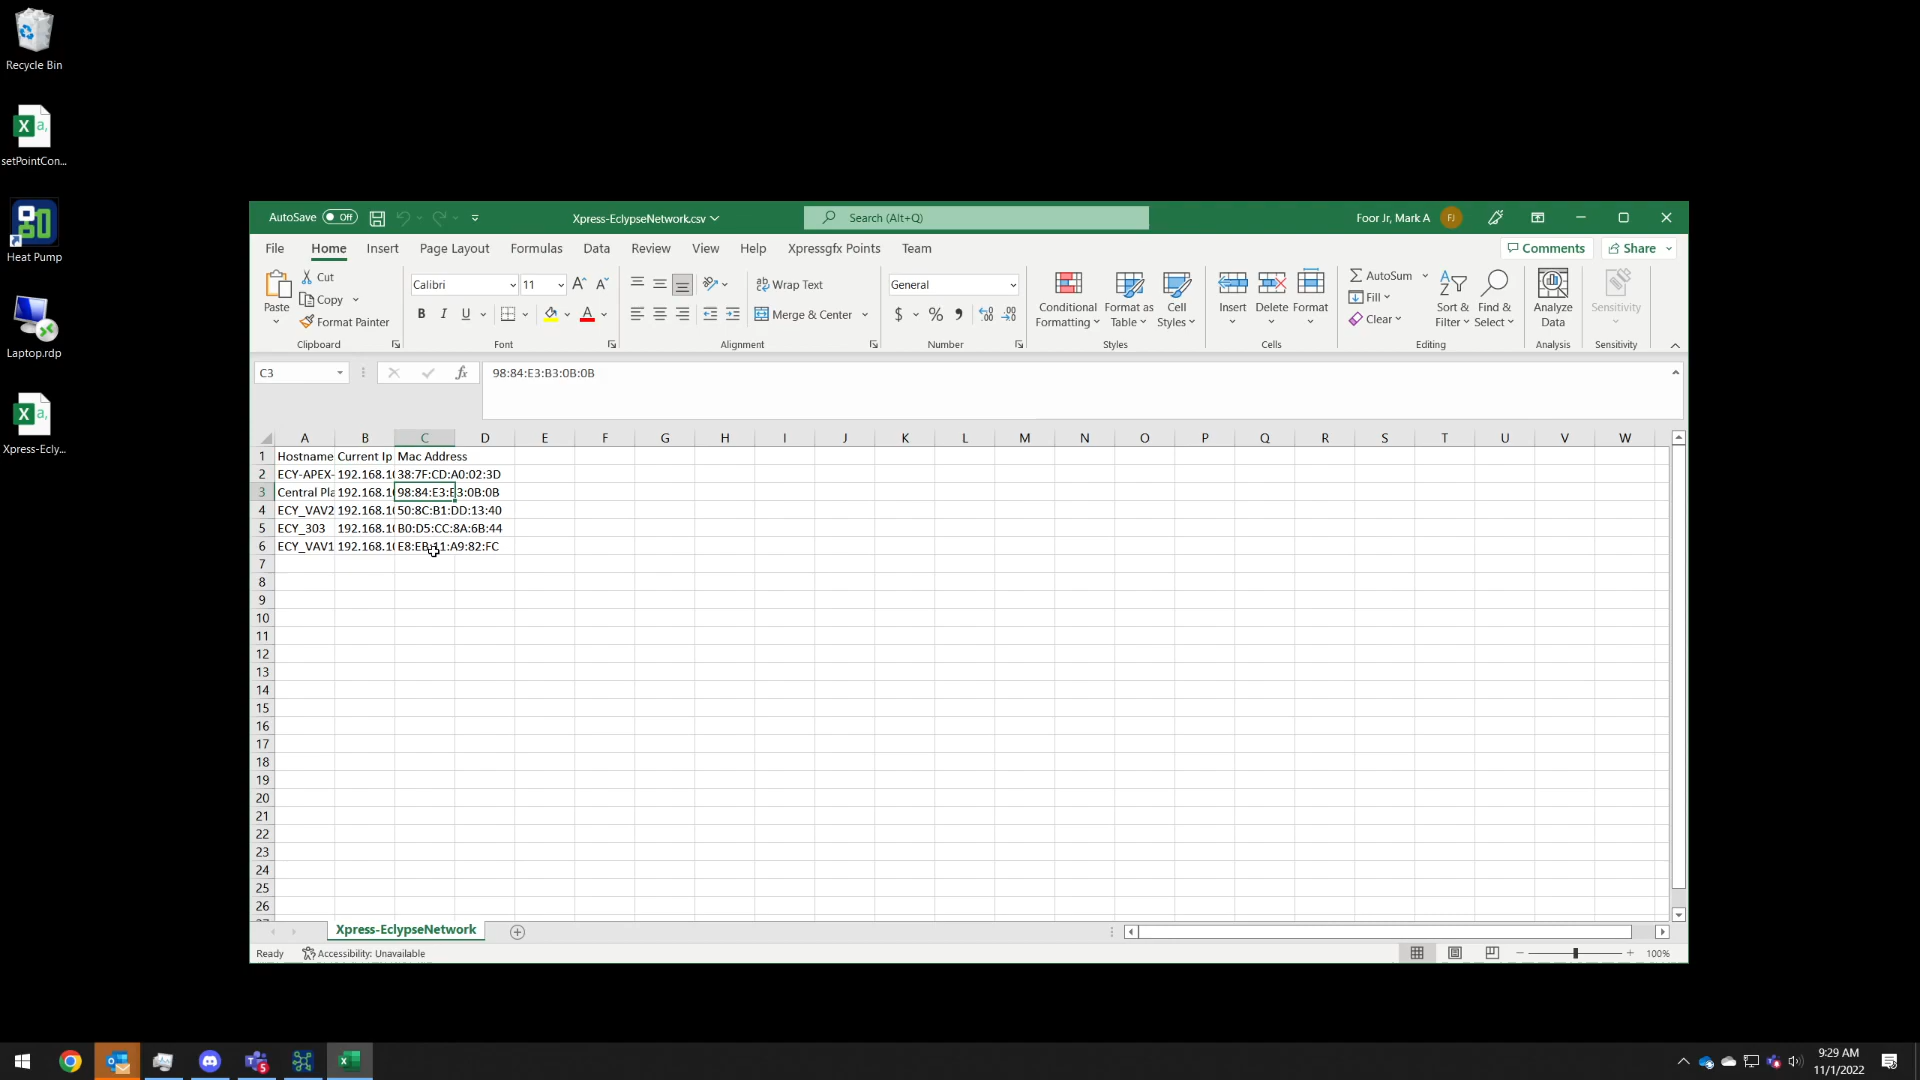 Recycle Bin
setPointCon...
Heat Pump
Laptop.rdp
Xpress-Ecly...
AutoSave Off Xpress-EclypseNetwork.csv Search (Alt+Q) Foor Jr, Mark A FJ
File Home Insert Page Layout Formulas Data Review View Help Xpressgfx Points Team Comments Share
Paste
Cut
Copy
Format Painter
Clipboard
Calibri 11
B I U
Font
Wrap Text
Merge & Center
Alignment
General
$ % ,
Number
Conditional Formatting
Format as Table
Cell Styles
Styles
Insert Delete Format
Cells
AutoSum
Fill
Clear
Sort & Filter
Find & Select
Editing
Analyze Data
Analysis
Sensitivity
Sensitivity
C3 fx 98:84:E3:B3:0B:0B
A B C D E F G H I J K L M N O P Q R S T U V W
1 Hostname Current Ip Mac Address
2 ECY-APEX- 192.168.1 38:7F:CD:A0:02:3D
3 Central Pla 192.168.1 98:84:E3:B3:0B:0B
4 ECY_VAV2 192.168.1 50:8C:B1:DD:13:40
5 ECY_303 192.168.1 B0:D5:CC:8A:6B:44
6 ECY_VAV1 192.168.1 E8:EB:11:A9:82:FC
7
8
9
10
11
12
13
14
15
16
17
18
19
20
21
22
23
24
25
26
Xpress-EclypseNetwork
Ready Accessibility: Unavailable 100%
9:29 AM
11/1/2022